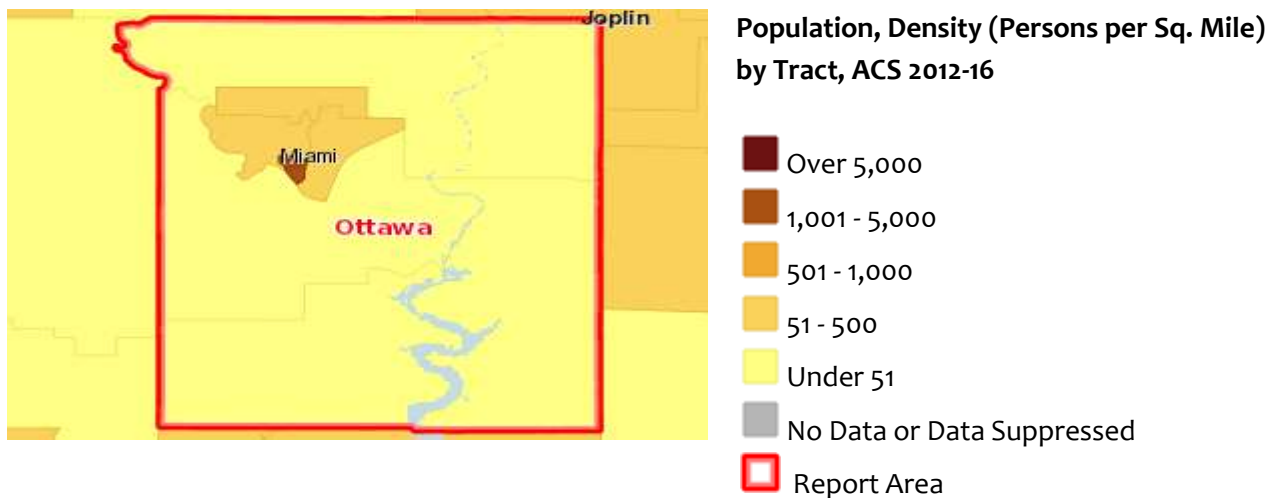 Joplin
Miami
Ottawa
Population, Density (Persons per Sq. Mile)
by Tract, ACS 2012-16
Over 5,000
1,001 - 5,000
501 - 1,000
51 - 500
Under 51
No Data or Data Suppressed
Report Area